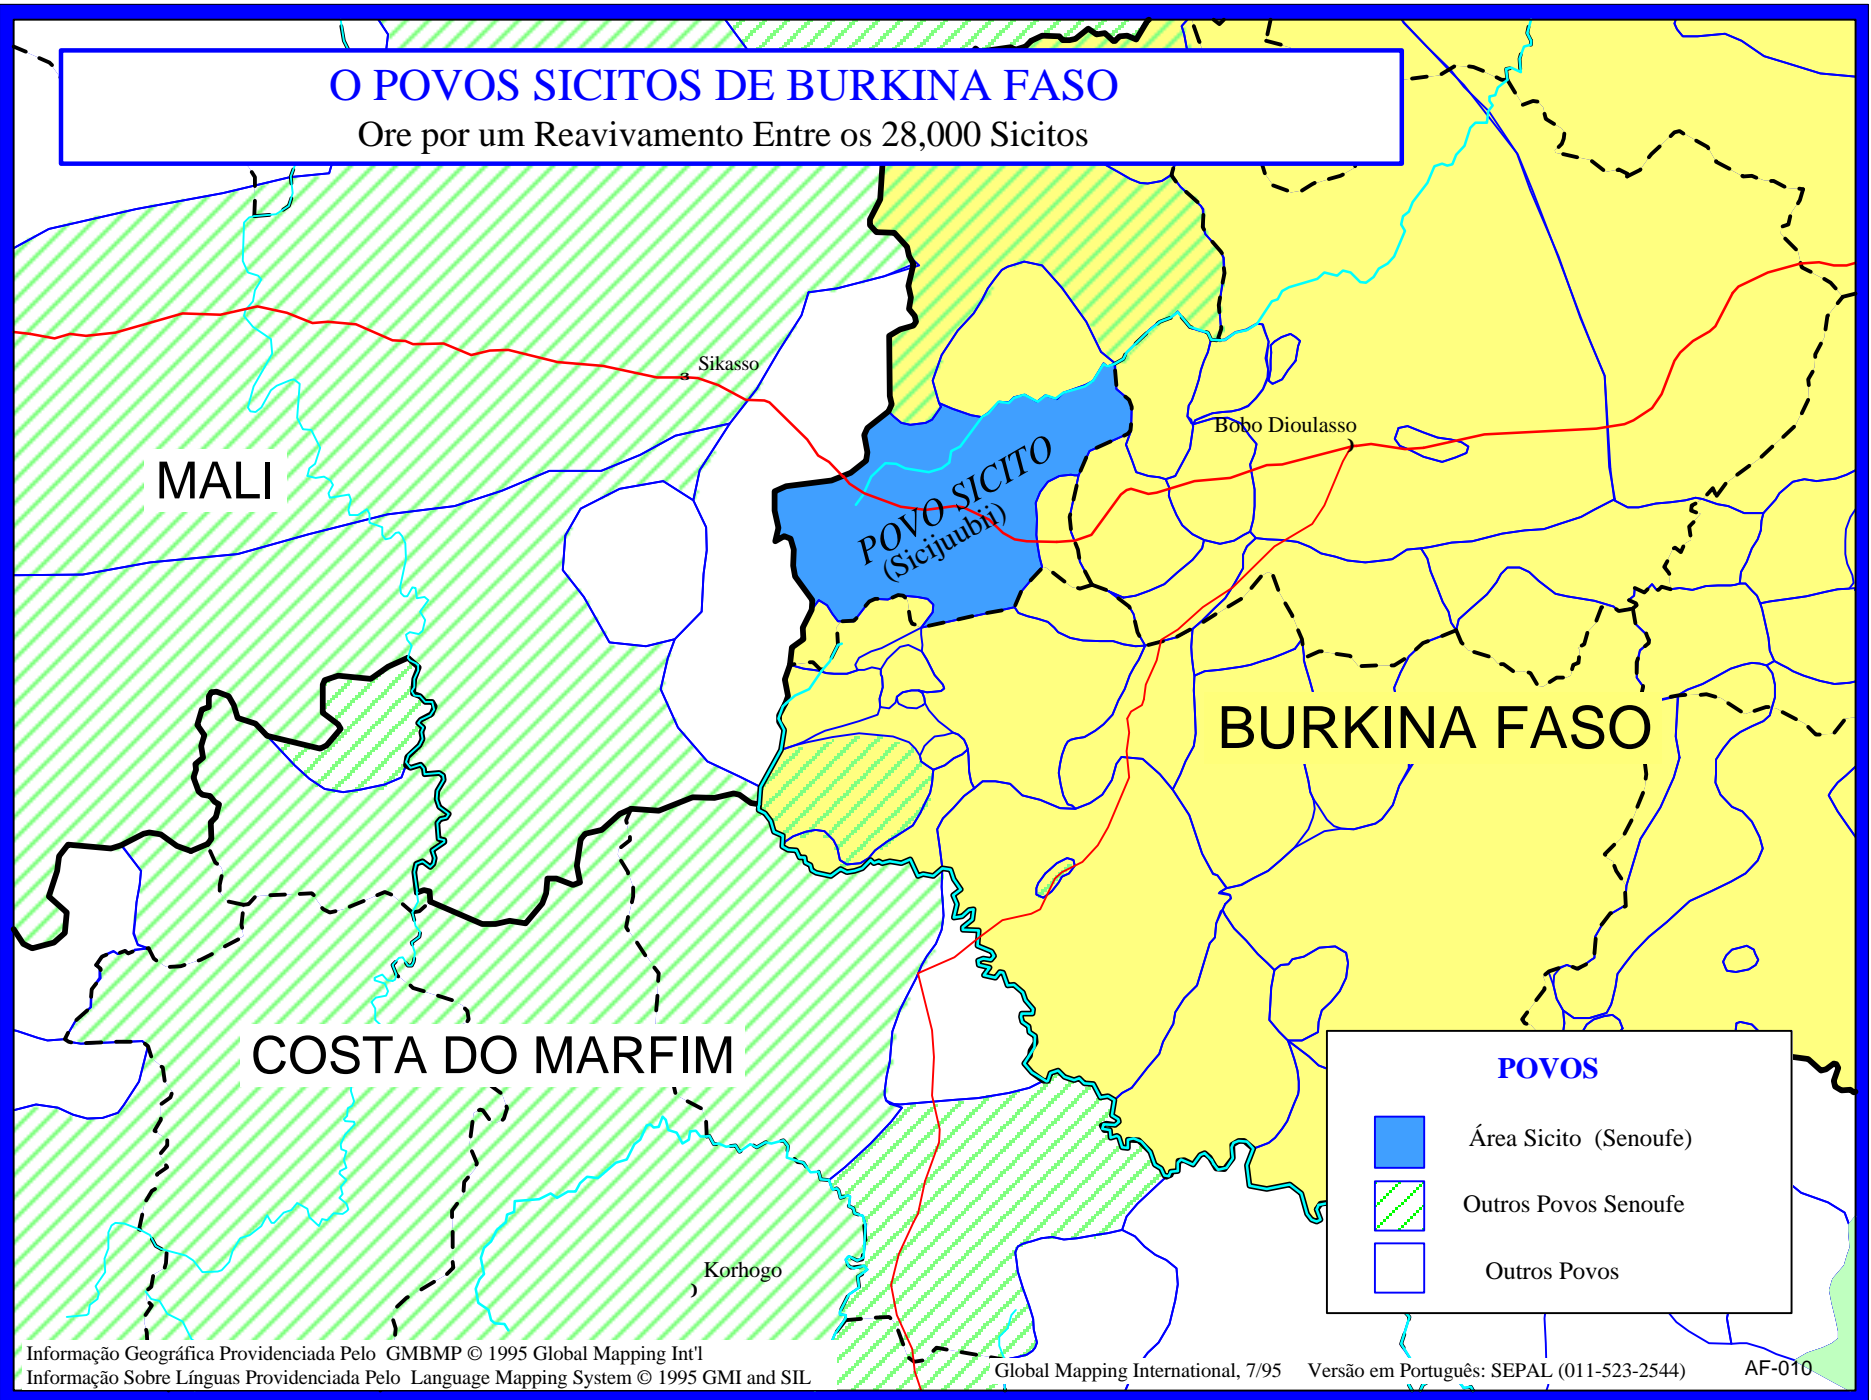 O POVOS SICITOS DE BURKINA FASO
Ore por um Reavivamento Entre os 28,000 Sicitos
Sikasso
Bobo Dioulasso
MALI
POVO SICITO
(Sicijuubii)
BURKINA FASO
COSTA DO MARFIM
Korhogo
POVOS
Área Sicito (Senoufe)
Outros Povos Senoufe
Outros Povos
Informação Geográfica Providenciada Pelo GMBMP © 1995 Global Mapping Int'l
Informação Sobre Línguas Providenciada Pelo Language Mapping System © 1995 GMI and SIL
Global Mapping International, 7/95 Versão em Português: SEPAL (011-523-2544) AF-010